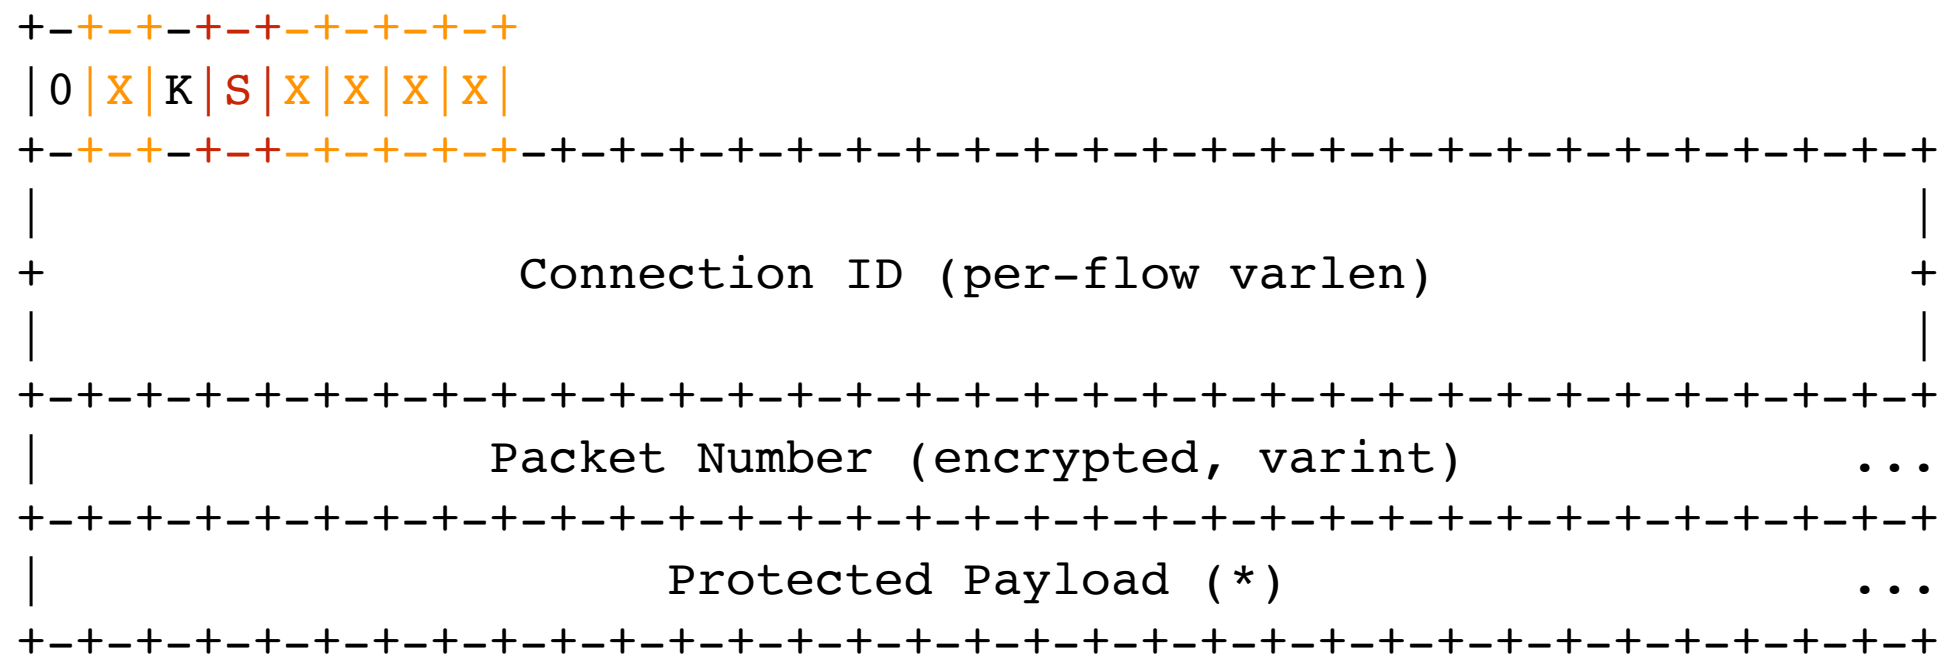 +-+-+-+-+-+-+-+-+
|0|X|K|S|X|X|X|X|
+-+-+-+-+-+-+-+-+-+-+-+-+-+-+-+-+-+-+-+-+-+-+-+-+-+-+-+-+-+-+-+-+
|                                                               |
+                Connection ID (per-flow varlen)                +
|                                                               |
+-+-+-+-+-+-+-+-+-+-+-+-+-+-+-+-+-+-+-+-+-+-+-+-+-+-+-+-+-+-+-+-+
|               Packet Number (encrypted, varint)             ...
+-+-+-+-+-+-+-+-+-+-+-+-+-+-+-+-+-+-+-+-+-+-+-+-+-+-+-+-+-+-+-+-+
|                     Protected Payload (*)                   ...
+-+-+-+-+-+-+-+-+-+-+-+-+-+-+-+-+-+-+-+-+-+-+-+-+-+-+-+-+-+-+-+-+